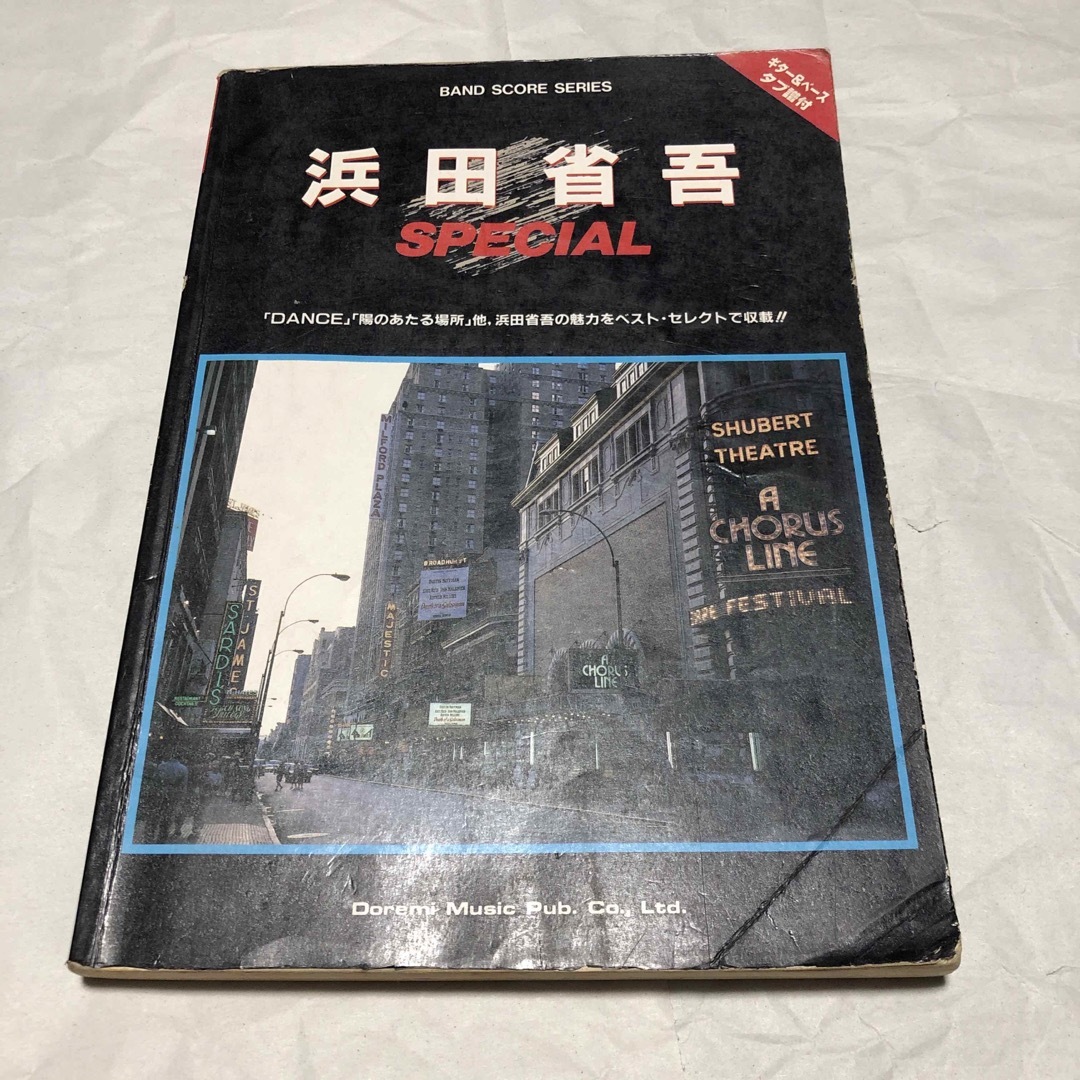 BAND SCORE SERIES
ギター&ベース
タブ譜付
浜田省吾
SPECIAL
「DANCE」「陽のあたる場所」他,浜田省吾の魅力をベスト・セレクトで収載!!
MILFORD PLAZA
SHUBERT
THEATRE
A
CHORUS
LINE
FESTIVAL
BROADHURST
MAJESTIC
A
CHORUS
LINE
ST. JAMES
SARDI'S
Doremi Music Pub. Co., Ltd.